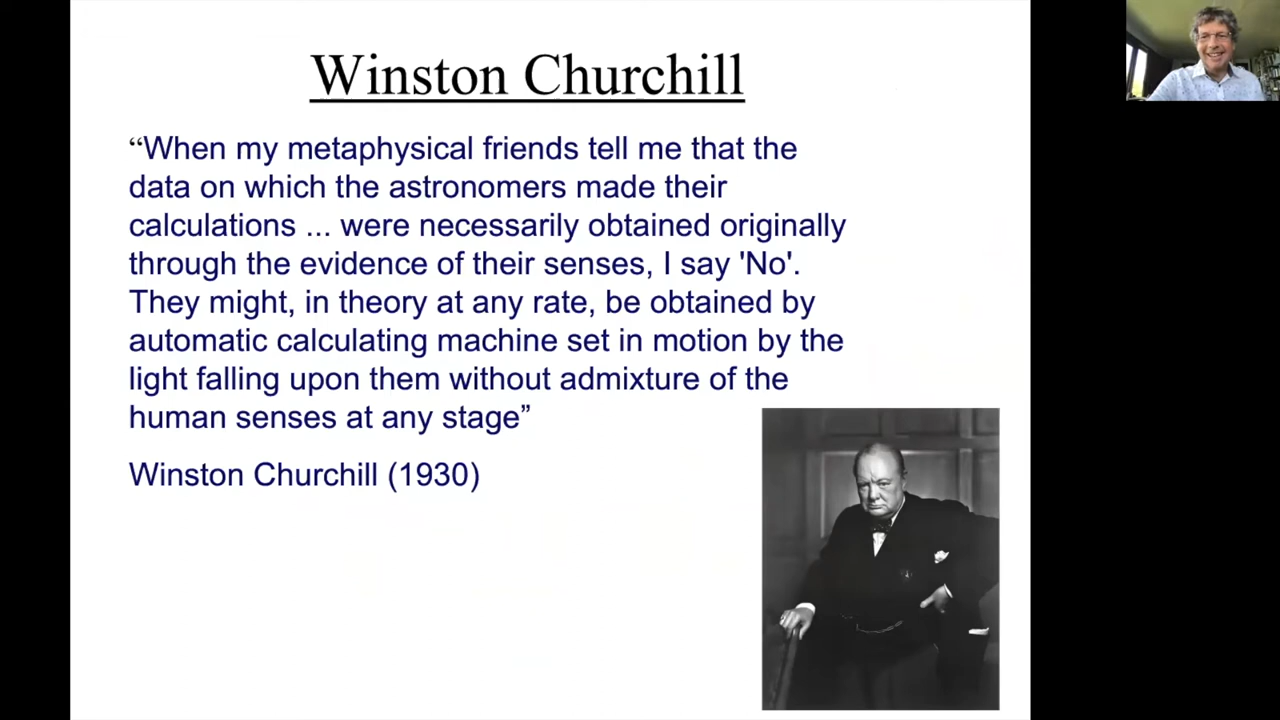 Winston Churchill
“When my metaphysical friends tell me that the
data on which the astronomers made their
calculations ... were necessarily obtained originally
through the evidence of their senses, I say 'No'.
They might, in theory at any rate, be obtained by
automatic calculating machine set in motion by the
light falling upon them without admixture of the
human senses at any stage”
Winston Churchill (1930)